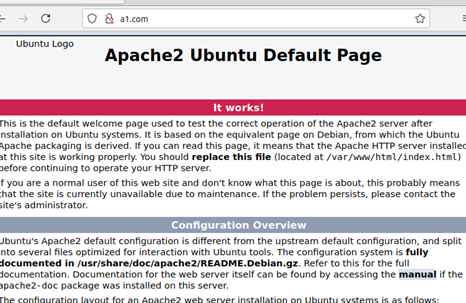 a1.com
Ubuntu Logo
Apache2 Ubuntu Default Page
It works!
This is the default welcome page used to test the correct operation of the Apache2 server after
installation on Ubuntu systems. It is based on the equivalent page on Debian, from which the Ubuntu
Apache packaging is derived. If you can read this page, it means that the Apache HTTP server installed
at this site is working properly. You should replace this file (located at /var/www/html/index.html)
before continuing to operate your HTTP server.
If you are a normal user of this web site and don't know what this page is about, this probably means
that the site is currently unavailable due to maintenance. If the problem persists, please contact the
site's administrator.
Configuration Overview
Ubuntu's Apache2 default configuration is different from the upstream default configuration, and split
into several files optimized for interaction with Ubuntu tools. The configuration system is fully
documented in /usr/share/doc/apache2/README.Debian.gz. Refer to this for the full
documentation. Documentation for the web server itself can be found by accessing the manual if the
apache2-doc package was installed on this server.
The configuration layout for an Apache2 web server installation on Ubuntu systems is as follows: